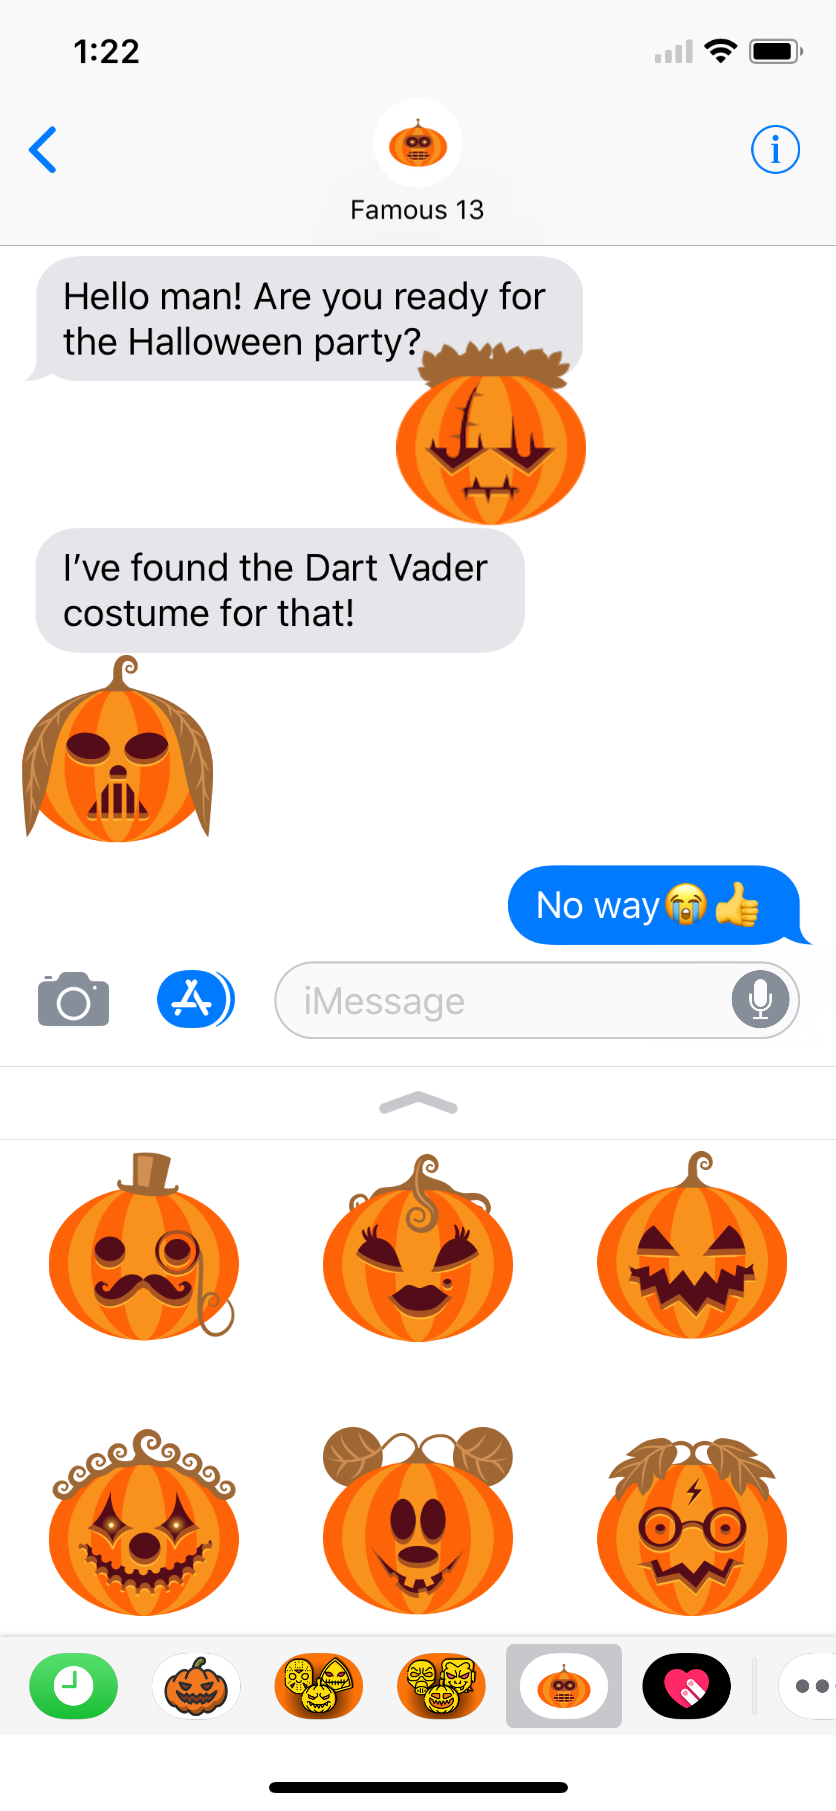 1:22
Famous 13
Hello man! Are you ready for
the Halloween party?
I’ve found the Dart Vader
costume for that!
No way😭👍
iMessage